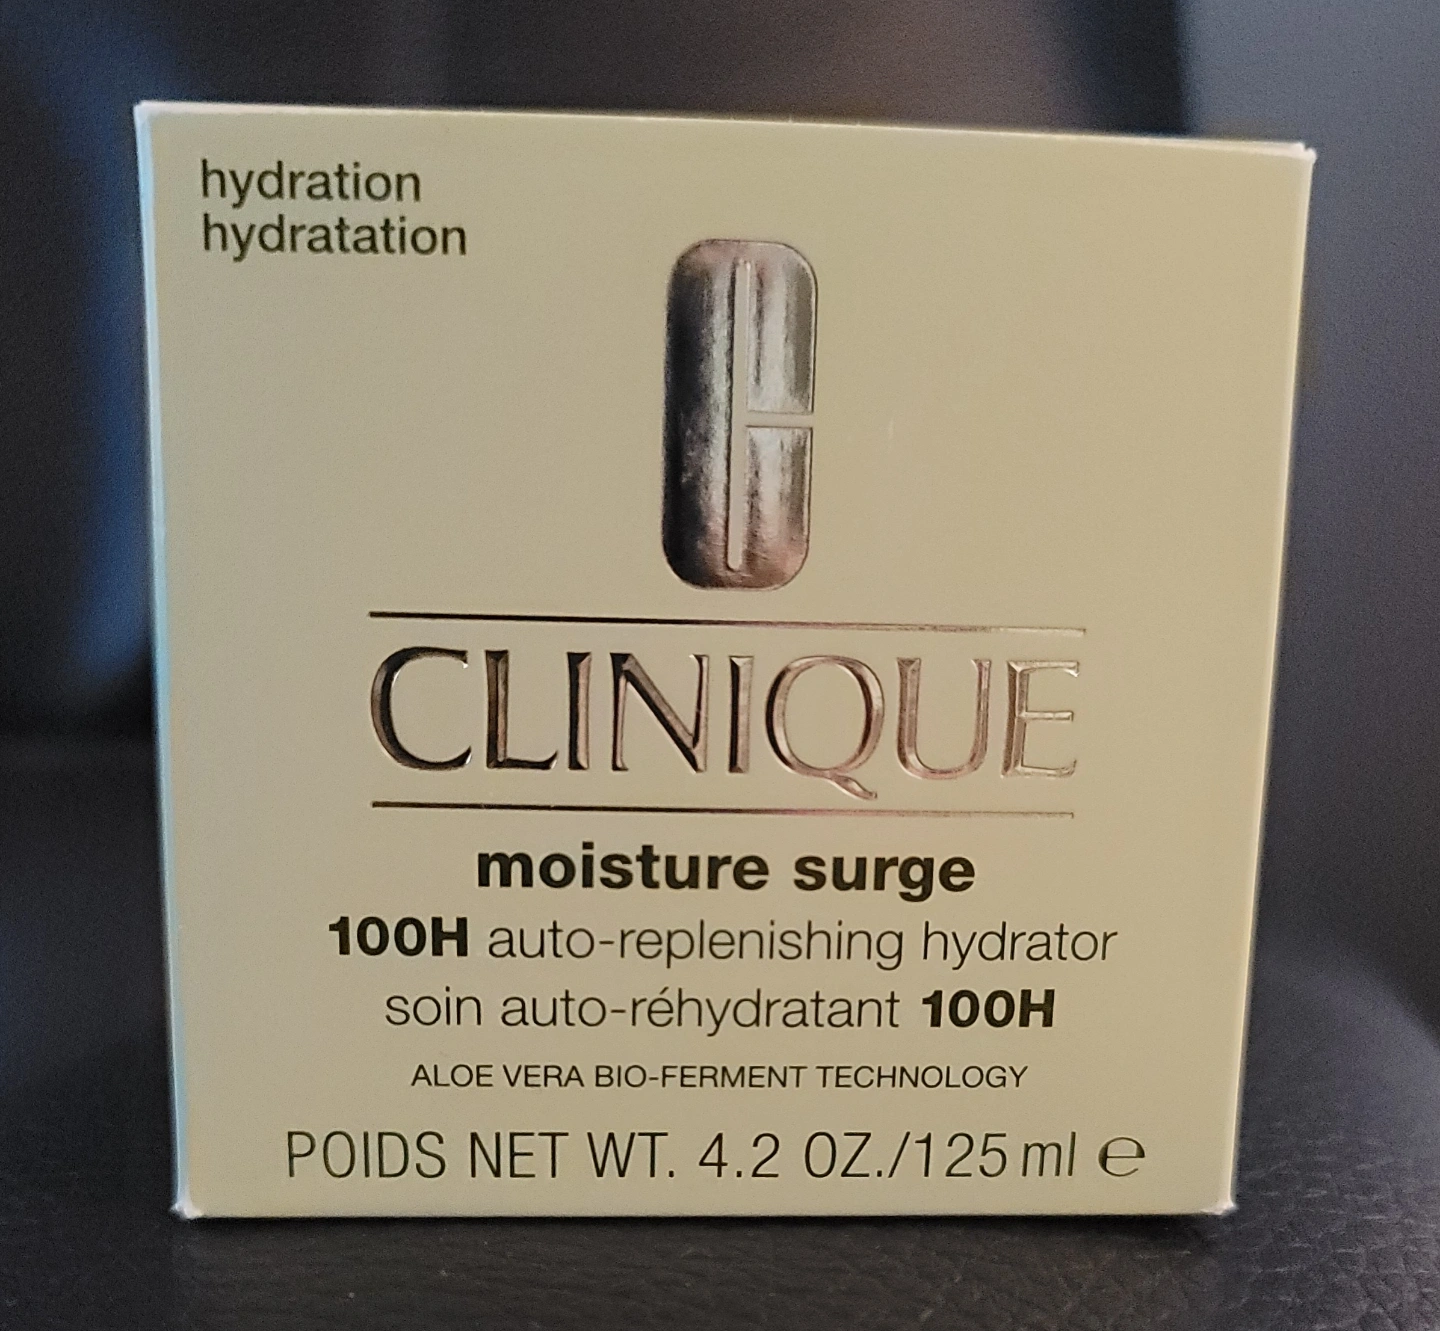 hydration
hydratation
CLINIQUE
moisture surge
100H auto-replenishing hydrator
soin auto-réhydratant 100H
ALOE VERA BIO-FERMENT TECHNOLOGY
POIDS NET WT. 4.2 OZ./125 ml ℮